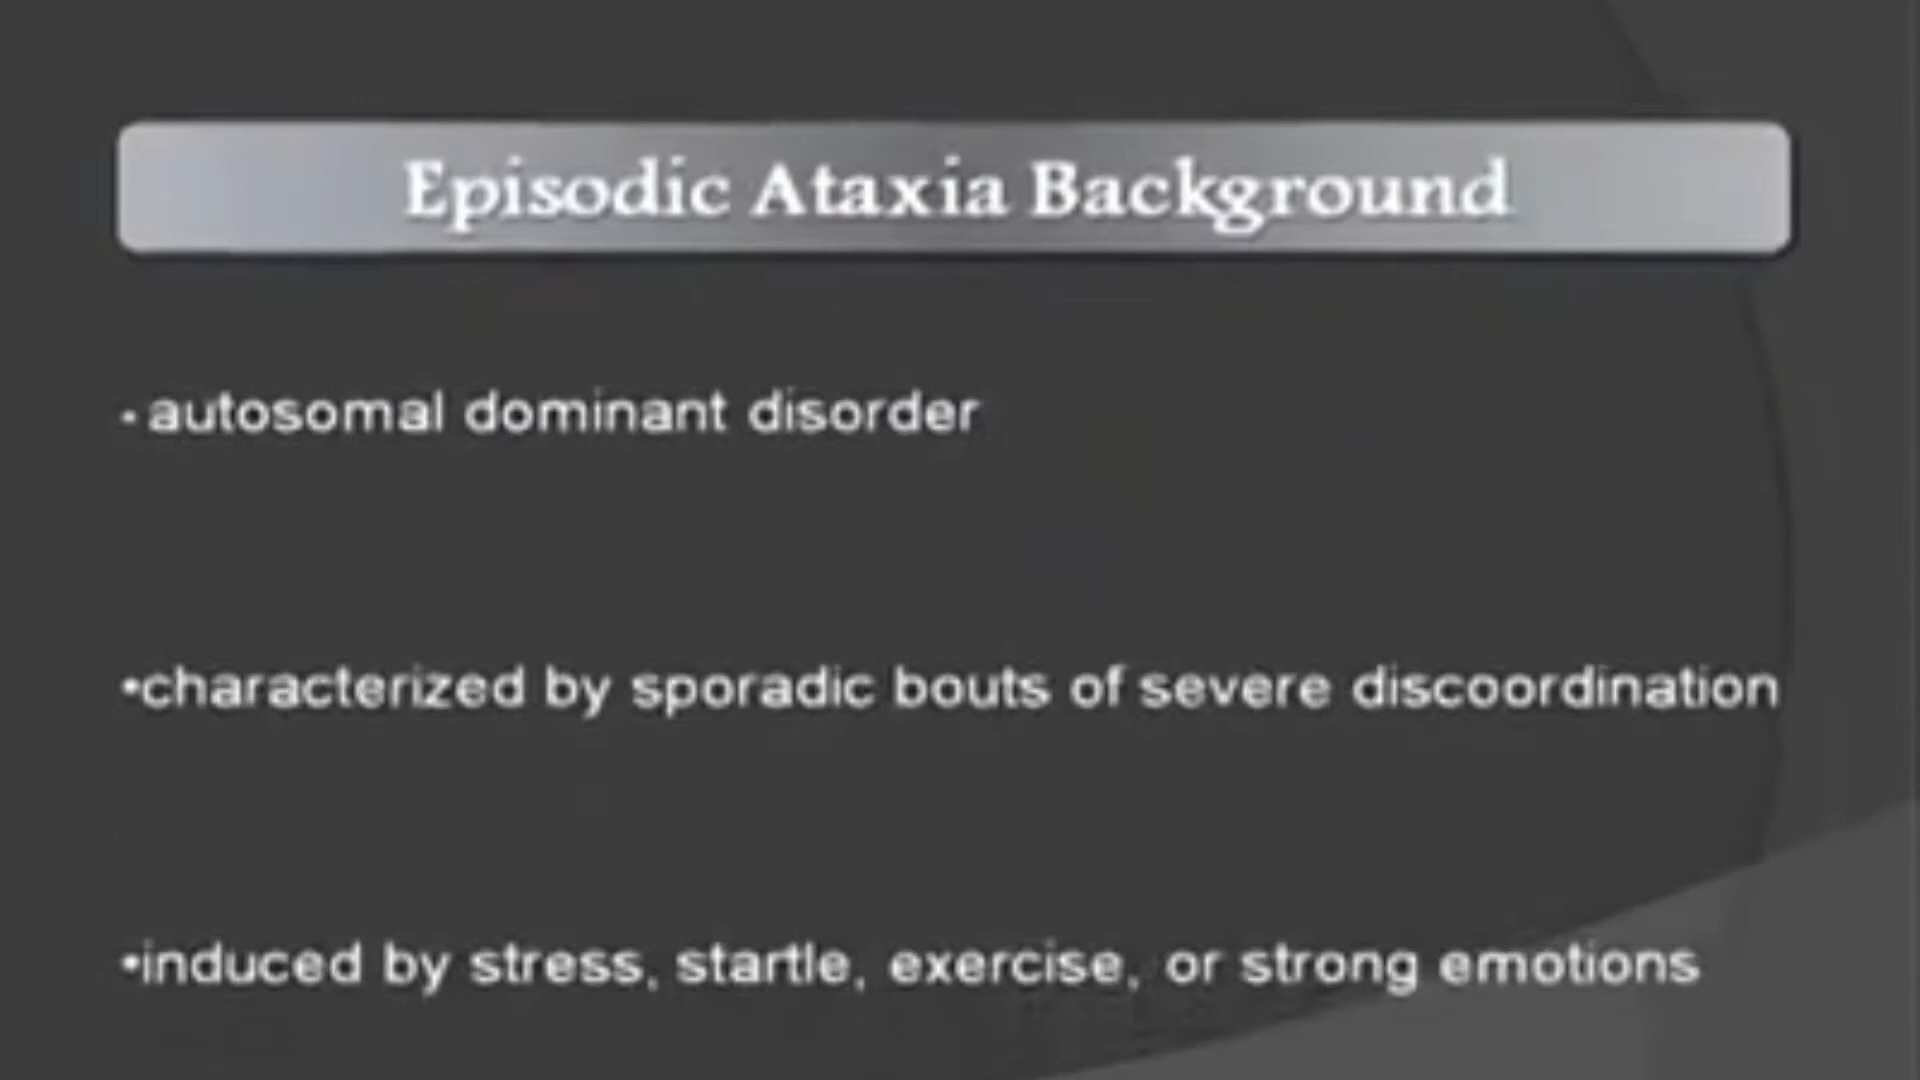 Episodic Ataxia Background
• autosomal dominant disorder
•characterized by sporadic bouts of severe discoordination
•induced by stress, startle, exercise, or strong emotions